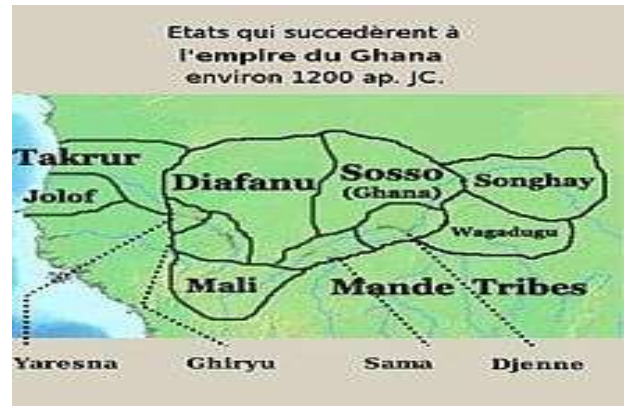 Etats qui succedèrent à
l'empire du Ghana
environ 1200 ap. JC.
Takrur
Jolof
Diafanu
Sosso
(Ghana)
Songhay
Wagadugu
Mali
Mande Tribes
Yaresna
Ghiryu
Sama
Djenne